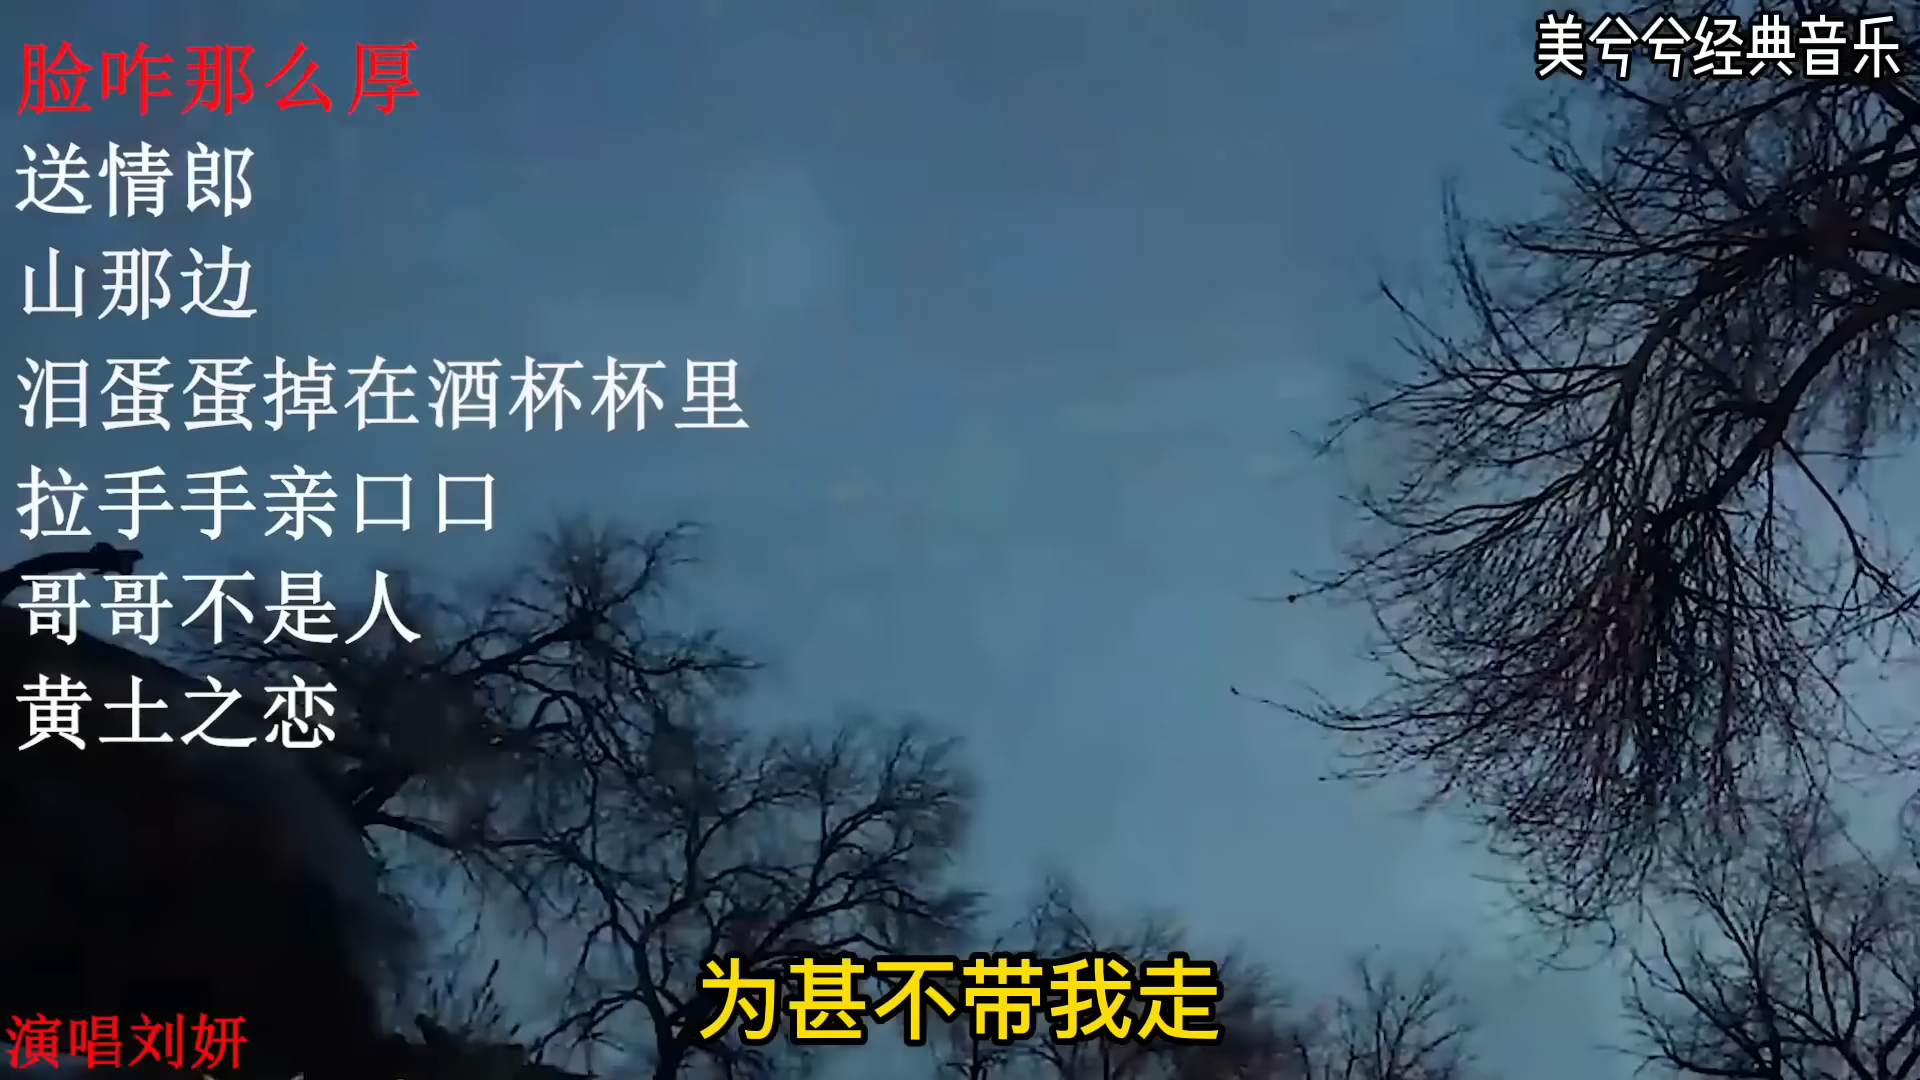 美兮兮经典音乐
脸咋那么厚
送情郎
山那边
泪蛋蛋掉在酒杯杯里
拉手手亲口口
哥哥不是人
黄土之恋
为甚不带我走
演唱刘妍